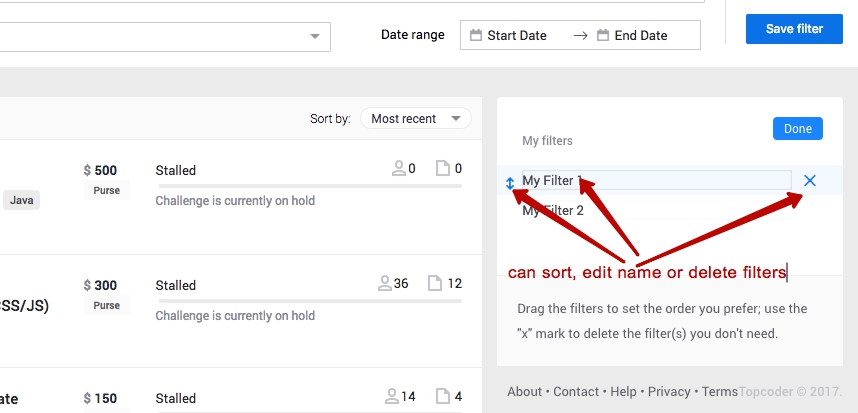 Date range
Start Date
End Date
Save filter
Sort by:
Most recent
Done
My filters
$ 500
Purse
Stalled
0
0
Java
Challenge is currently on hold
My Filter 1
My Filter 2
can sort, edit name or delete filters
$ 300
Purse
Stalled
36
12
CSS/JS)
Challenge is currently on hold
Drag the filters to set the order you prefer; use the
"x" mark to delete the filter(s) you don't need.
About • Contact • Help • Privacy • Terms Topcoder © 2017.
ate
$ 150
Stalled
14
4